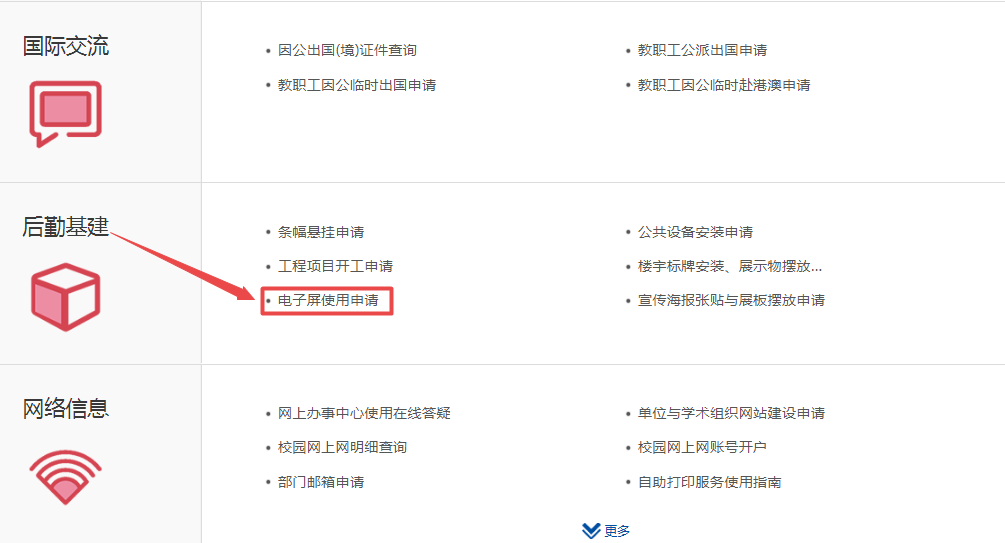 国际交流
因公出国(境)证件查询
教职工公派出国申请
教职工因公临时出国申请
教职工因公临时赴港澳申请
后勤基建
条幅悬挂申请
公共设备安装申请
工程项目开工申请
楼宇标牌安装、展示物摆放...
电子屏使用申请
宣传海报张贴与展板摆放申请
网络信息
网上办事中心使用在线答疑
单位与学术组织网站建设申请
校园网上网明细查询
校园网上网账号开户
部门邮箱申请
自助打印服务使用指南
更多